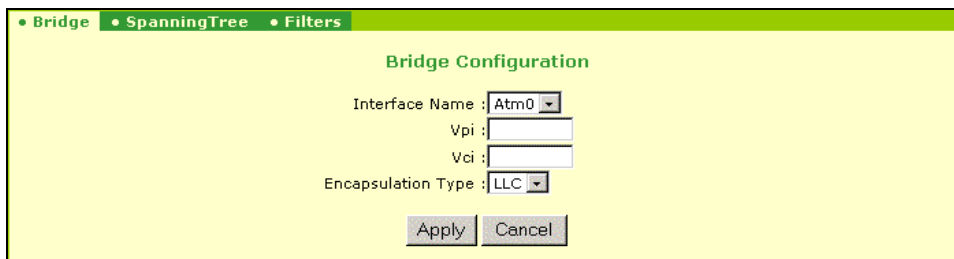 • Bridge • SpanningTree • Filters
Bridge Configuration
Interface Name : Atm0
Vpi :
Vci :
Encapsulation Type : LLC
Apply Cancel